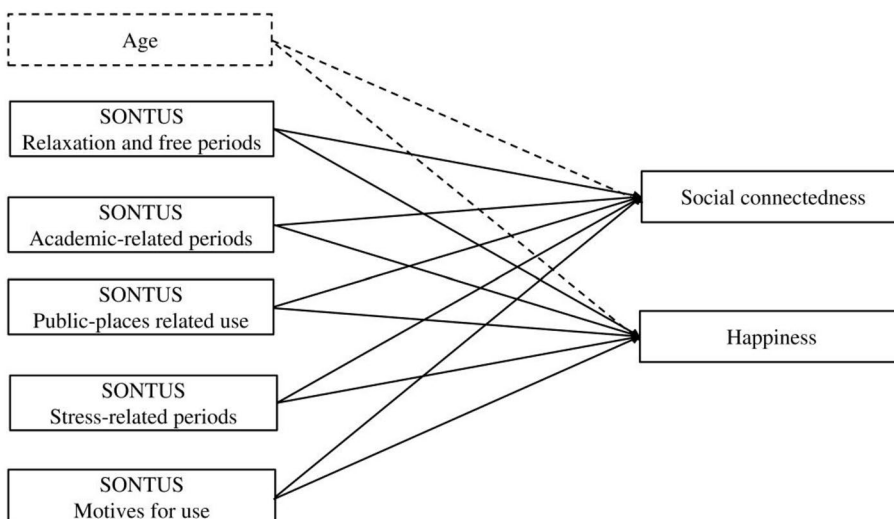 Age
SONTUS
Relaxation and free periods
SONTUS
Academic-related periods
SONTUS
Public-places related use
SONTUS
Stress-related periods
SONTUS
Motives for use
Social connectedness
Happiness